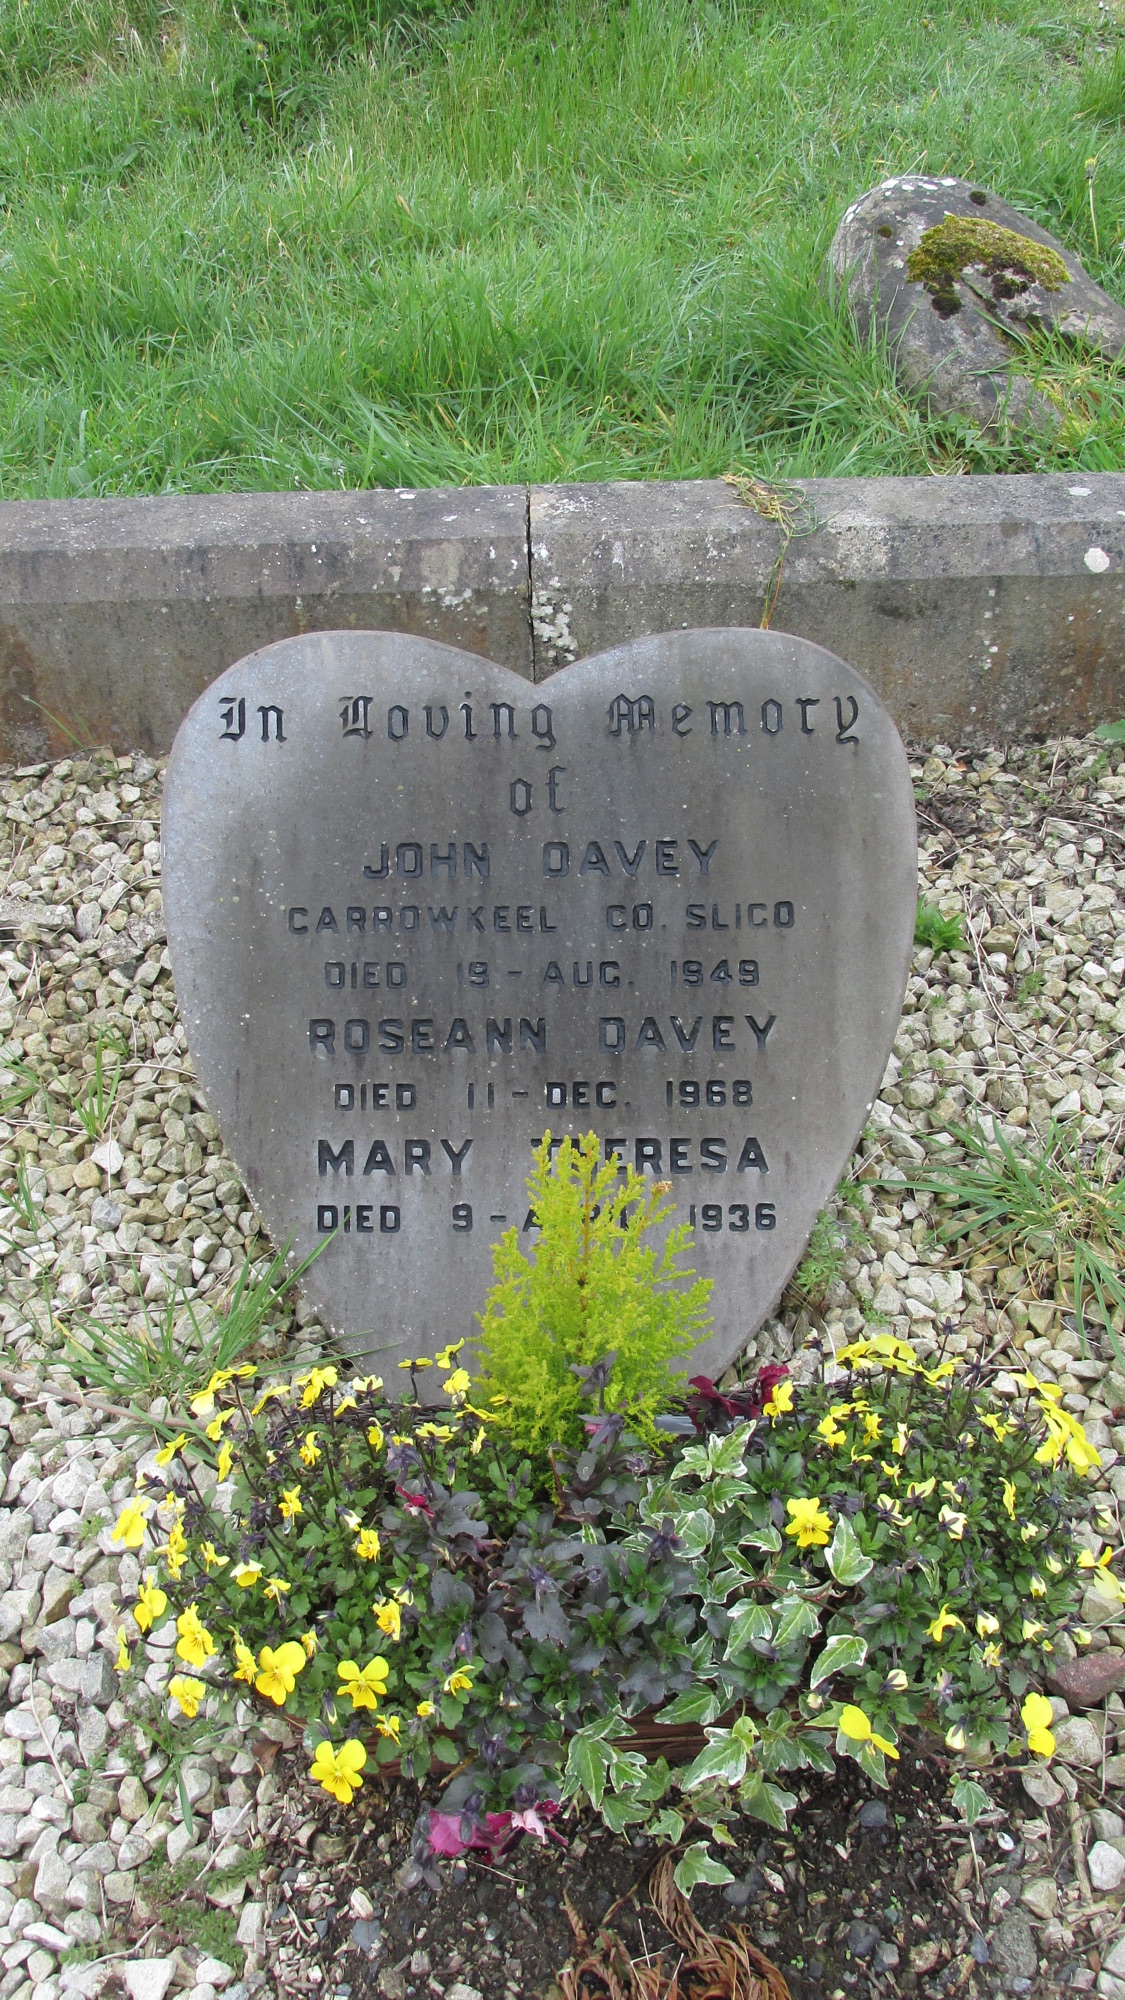 In Loving Memory
of
JOHN DAVEY
CARROWKEEL CO. SLIGO
DIED 19 - AUG. 1949
ROSEANN DAVEY
DIED 11 - DEC. 1968
MARY THERESA
DIED 9 - 1936